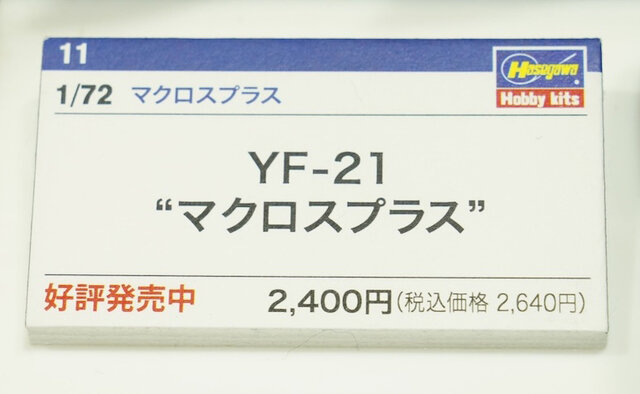 11
Hasegawa
Hobby kits
1/72 マクロスプラス
YF-21
“マクロスプラス”
好評発売中 2,400円(税込価格 2,640円)